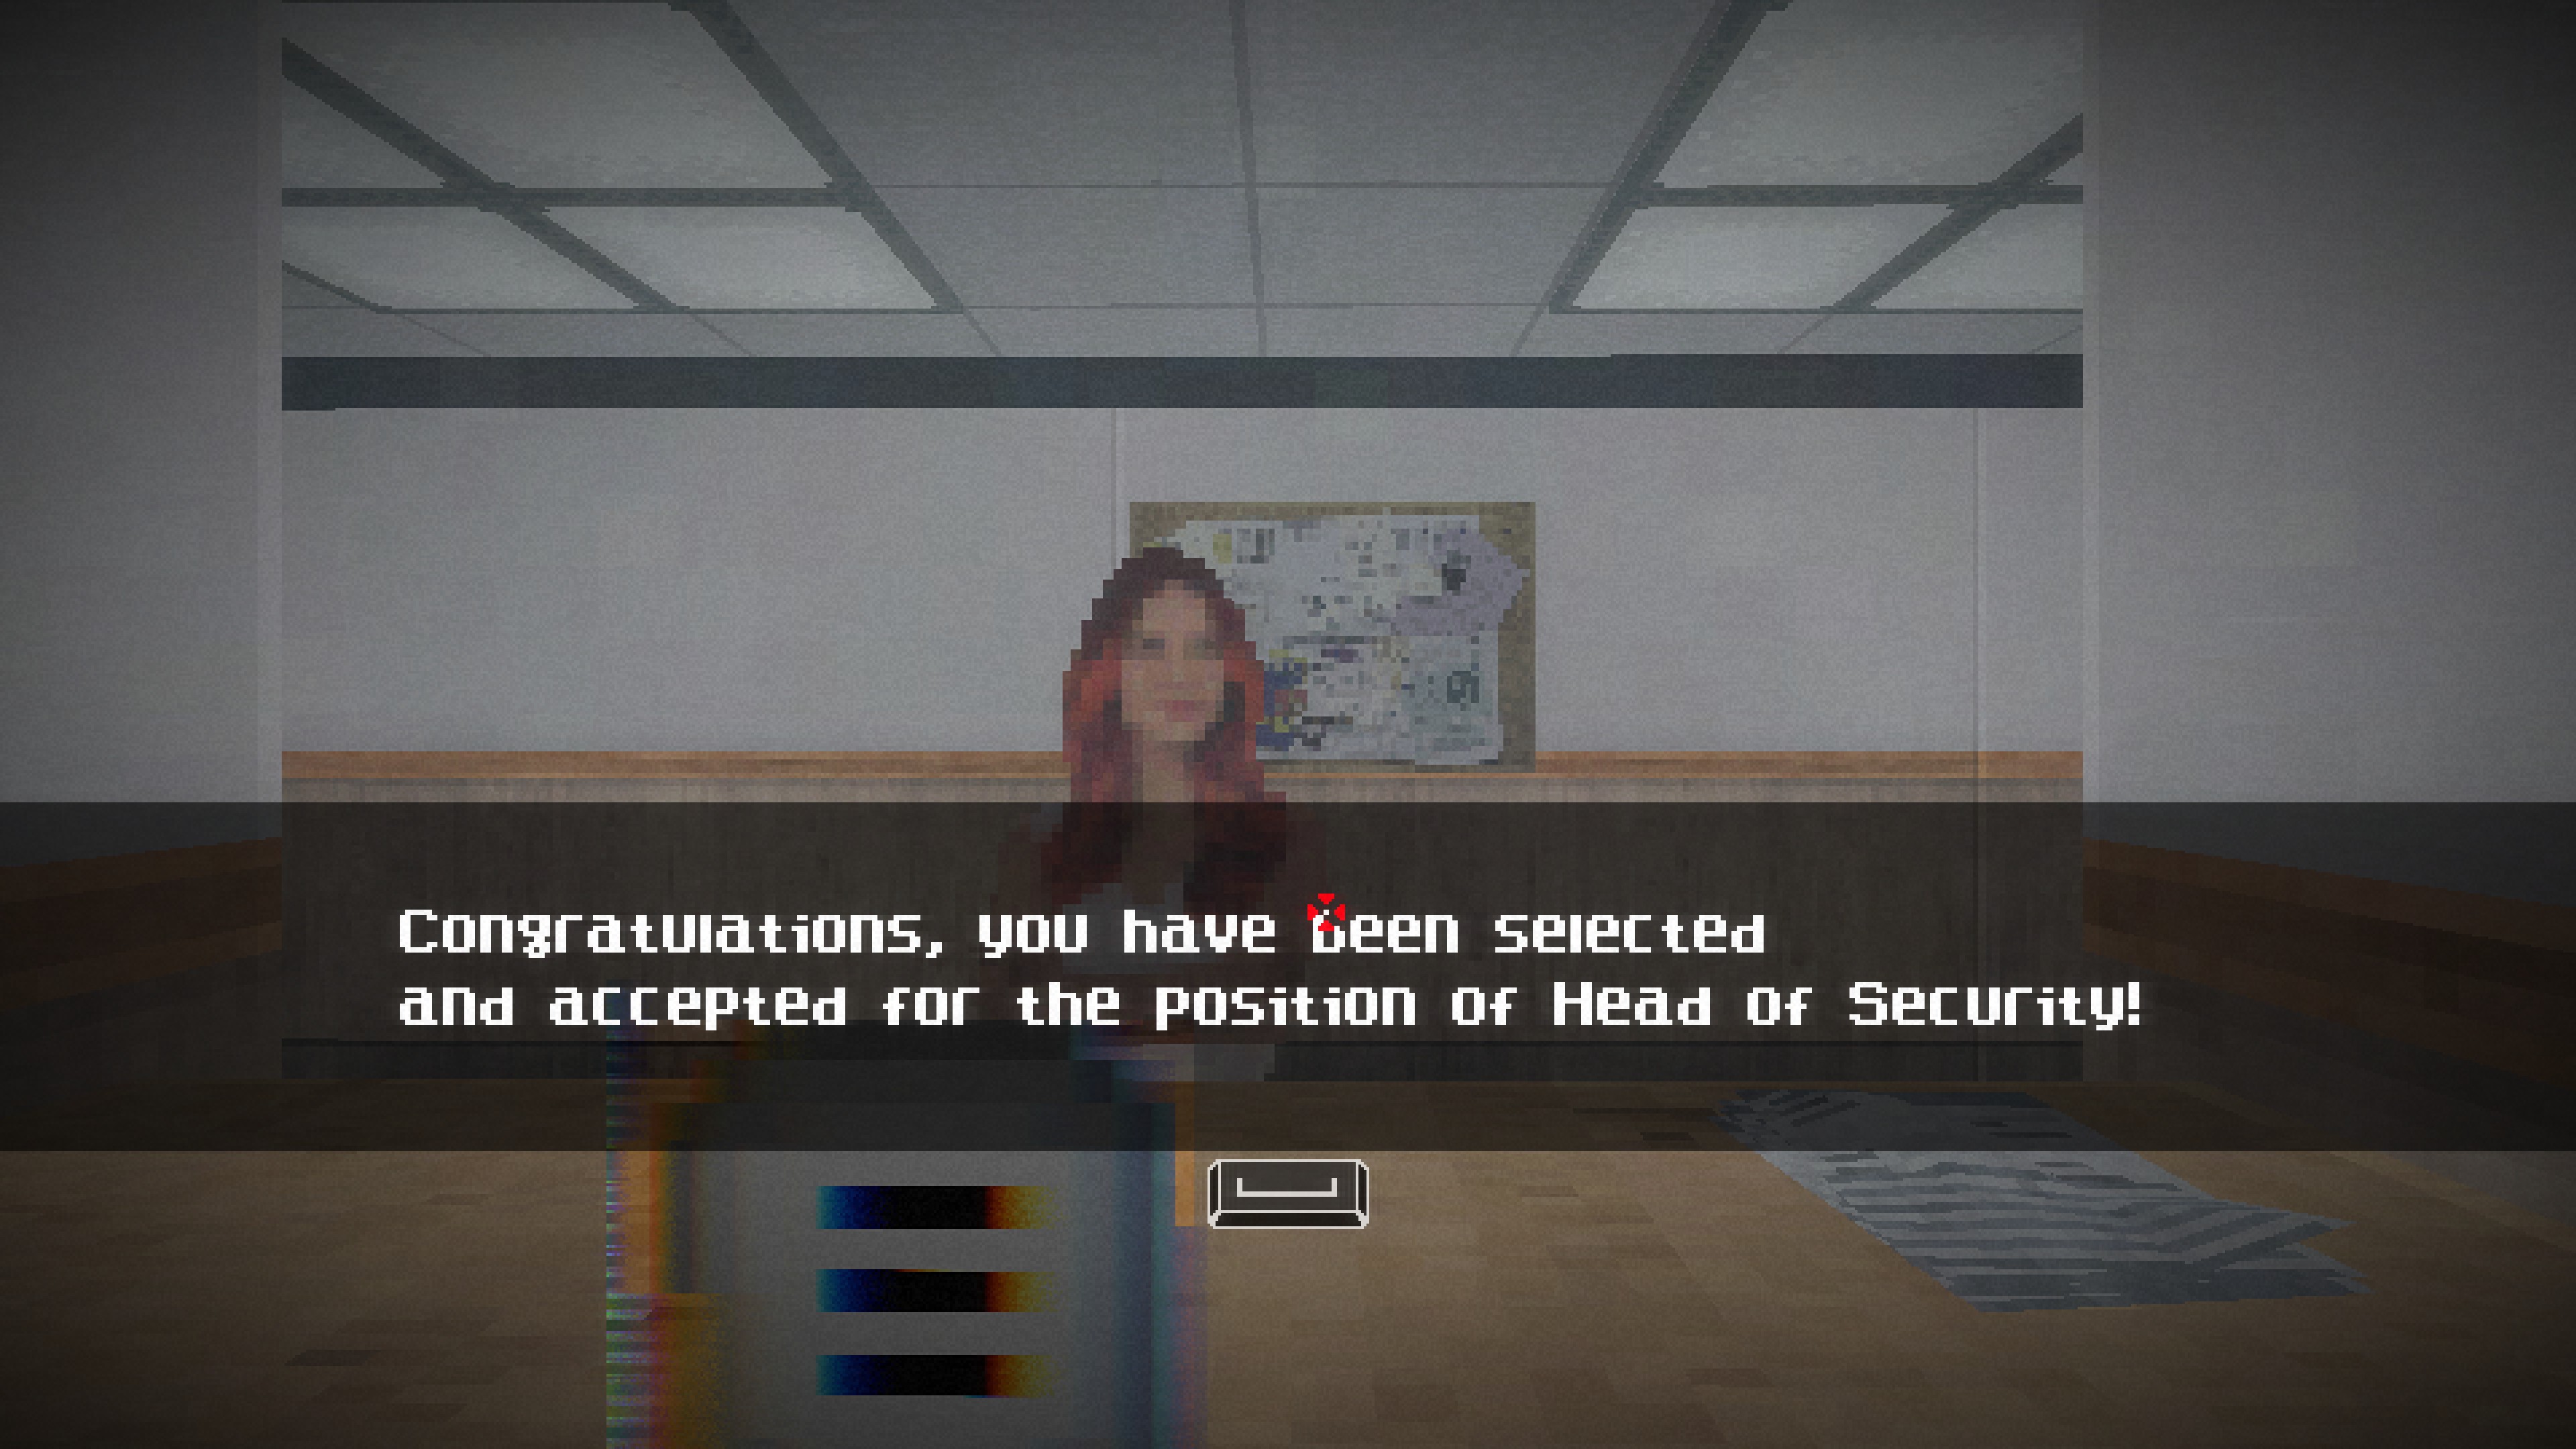 Congratulations, you have been selected
and accepted for the position of Head of Security!